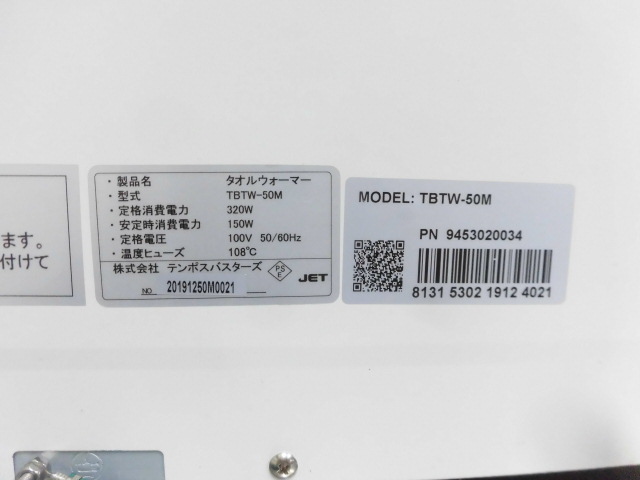 ます。
付けて
・製品名 タオルウォーマー
・型式 TBTW-50M
・定格消費電力 320W
・安定時消費電力 150W
・定格電圧 100V 50/60Hz
・温度ヒューズ 108℃
株式会社 テンポスバスターズ
NO 20191250M0021
PSE
JET
MODEL: TBTW-50M
PN 9453020034
8131 5302 1912 4021